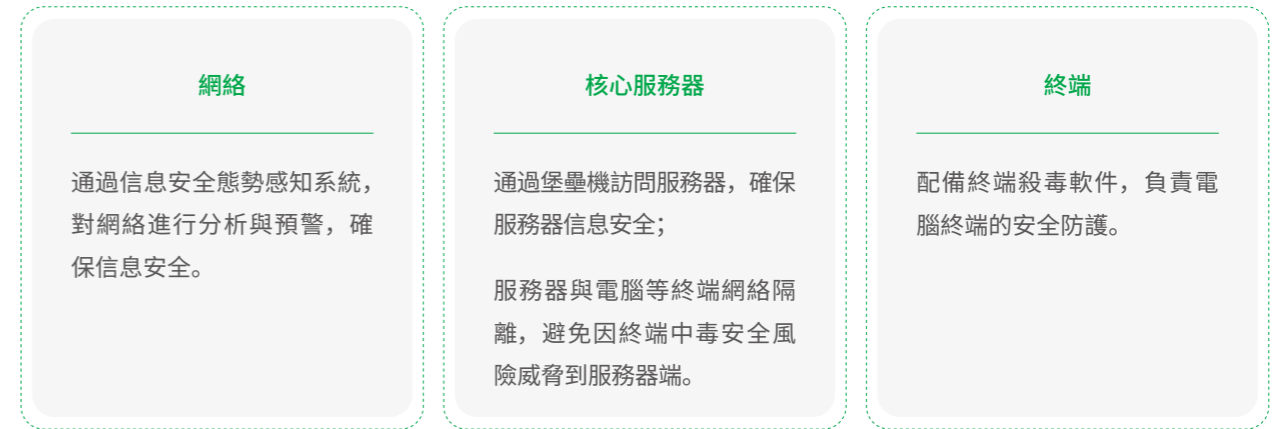 網絡
通過信息安全態勢感知系統，
對網絡進行分析與預警，確
保信息安全。
核心服務器
通過堡壘機訪問服務器，確保
服務器信息安全；
服務器與電腦等終端網絡隔
離，避免因終端中毒安全風
險威脅到服務器端。
終端
配備終端殺毒軟件，負責電
腦終端的安全防護。